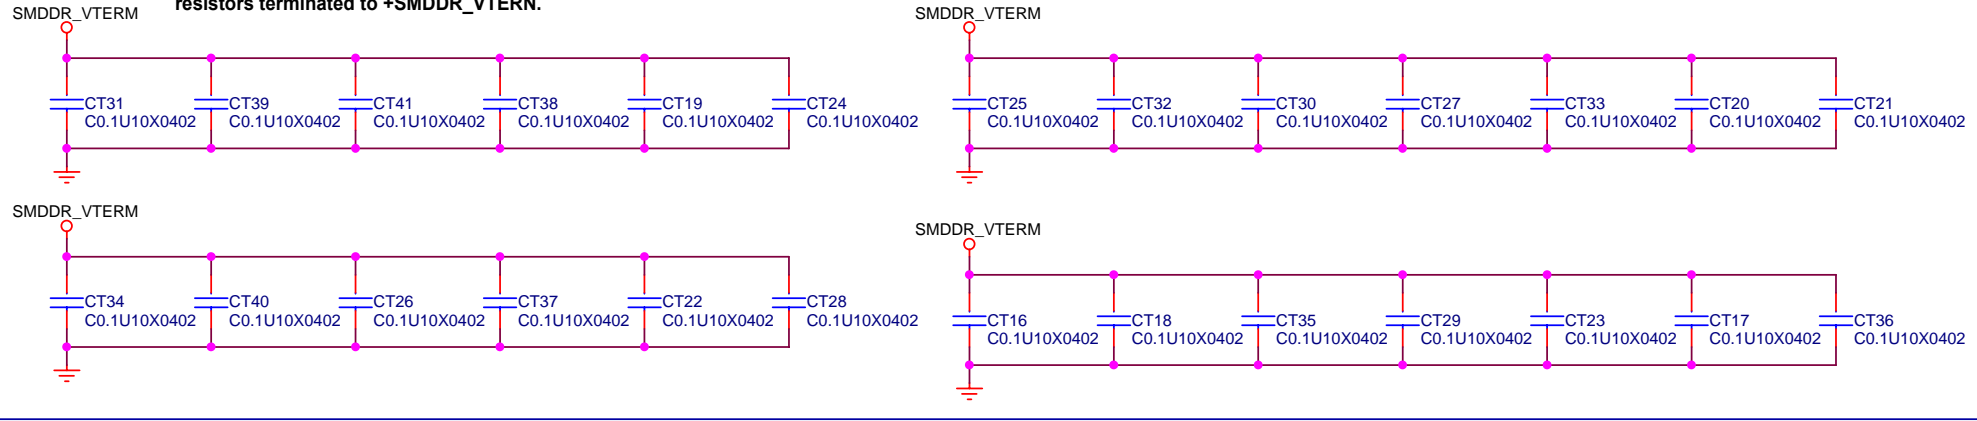 resistors terminated to +SMDDR_VTERN.
SMDDR_VTERM
CT31
C0.1U10X0402
CT39
C0.1U10X0402
CT41
C0.1U10X0402
CT38
C0.1U10X0402
CT19
C0.1U10X0402
CT24
C0.1U10X0402
SMDDR_VTERM
CT25
C0.1U10X0402
CT32
C0.1U10X0402
CT30
C0.1U10X0402
CT27
C0.1U10X0402
CT33
C0.1U10X0402
CT20
C0.1U10X0402
CT21
C0.1U10X0402
SMDDR_VTERM
CT34
C0.1U10X0402
CT40
C0.1U10X0402
CT26
C0.1U10X0402
CT37
C0.1U10X0402
CT22
C0.1U10X0402
CT28
C0.1U10X0402
SMDDR_VTERM
CT16
C0.1U10X0402
CT18
C0.1U10X0402
CT35
C0.1U10X0402
CT29
C0.1U10X0402
CT23
C0.1U10X0402
CT17
C0.1U10X0402
CT36
C0.1U10X0402